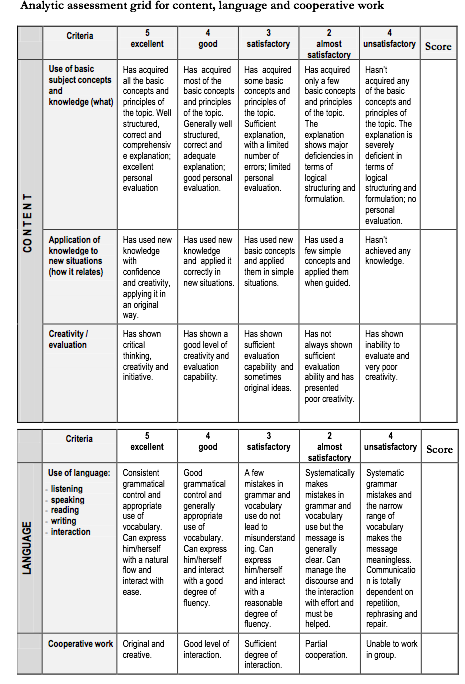 Analytic assessment grid for content, language and cooperative work
Criteria
5
excellent
4
good
3
satisfactory
2
almost
satisfactory
4
unsatisfactory
Score
CONTENT
Use of basic
subject concepts
and
knowledge (what)
Has acquired
all the basic
concepts and
principles of
the topic. Well
structured,
correct and
comprehensiv
e explanation;
excellent
personal
evaluation
Has acquired
most of the
basic concepts
and principles
of the topic.
Generally well
structured,
correct and
adequate
explanation;
good personal
evaluation.
Has acquired
some basic
concepts and
principles of
the topic.
Sufficient
explanation,
with a limited
number of
errors; limited
personal
evaluation.
Has acquired
only a few
basic concepts
and principles
of the topic.
The
explanation
shows major
deficiencies in
terms of
logical
structuring and
formulation.
Hasn't
acquired any
of the basic
concepts and
principles of
the topic. The
explanation is
severely
deficient in
terms of
logical
structuring and
formulation; no
personal
evaluation.
Application of
knowledge to
new situations
(how it relates)
Has used new
knowledge
with
confidence
and creativity,
applying it in
an original
way.
Has used new
knowledge
and applied it
correctly in
new situations.
Has used new
basic concepts
and applied
them in simple
situations.
Has used a
few simple
concepts and
applied them
when guided.
Hasn't
achieved any
knowledge.
Creativity /
evaluation
Has shown
critical
thinking,
creativity and
initiative.
Has shown a
good level of
creativity and
evaluation
capability.
Has shown
sufficient
evaluation
capability and
sometimes
original ideas.
Has not
always shown
sufficient
evaluation
ability and has
presented
poor creativity.
Has shown
inability to
evaluate and
very poor
creativity.
Criteria
5
excellent
4
good
3
satisfactory
2
almost
satisfactory
4
unsatisfactory
Score
LANGUAGE
Use of language:
- listening
- speaking
- reading
- writing
- interaction
Consistent
grammatical
control and
appropriate
use of
vocabulary.
Can express
him/herself
with a natural
flow and
interact with
ease.
Good
grammatical
control and
generally
appropriate
use of
vocabulary.
Can express
him/herself
and interact
with a good
degree of
fluency.
A few
mistakes in
grammar and
vocabulary
use do not
lead to
misunderstand
ing. Can
express
him/herself
and interact
with a
reasonable
degree of
fluency.
Systematically
makes
mistakes in
grammar and
vocabulary
use but the
message is
generally
clear. Can
manage the
discourse and
the interaction
with effort and
must be
helped.
Systematic
grammar
mistakes and
the narrow
range of
vocabulary
makes the
message
meaningless.
Communicatio
n is totally
dependent on
repetition,
rephrasing and
repair.
Cooperative work
Original and
creative.
Good level of
interaction.
Sufficient
degree of
interaction.
Partial
cooperation.
Unable to work
in group.